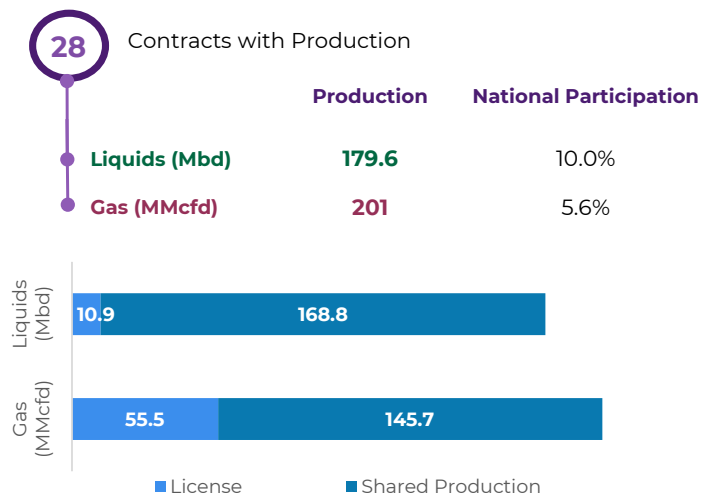 28 Contracts with Production
Production National Participation
Liquids (Mbd) 179.6 10.0%
Gas (MMcfd) 201 5.6%
Liquids
(Mbd)
10.9 168.8
Gas
(MMcfd)
55.5 145.7
License Shared Production